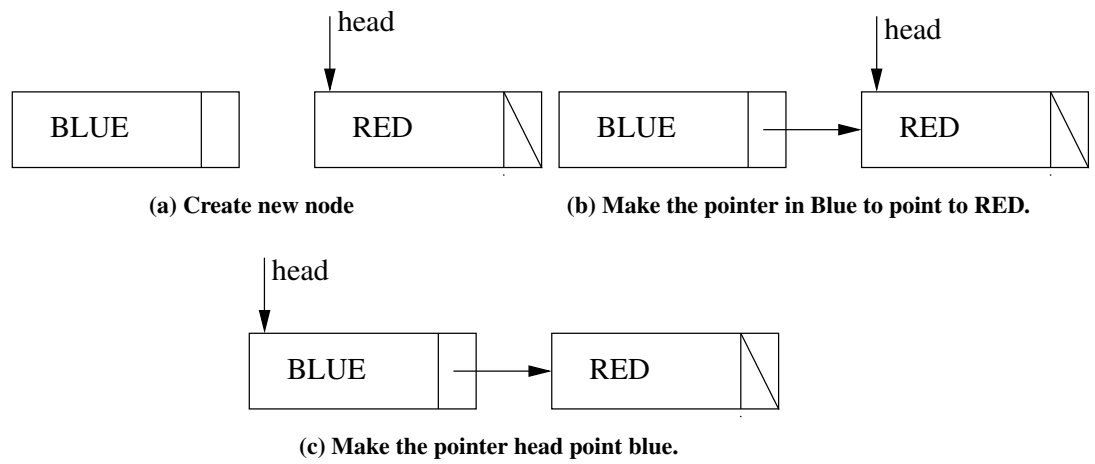 head
head
BLUE
RED
BLUE
RED
(a) Create new node
(b) Make the pointer in Blue to point to RED.
head
BLUE
RED
(c) Make the pointer head point blue.